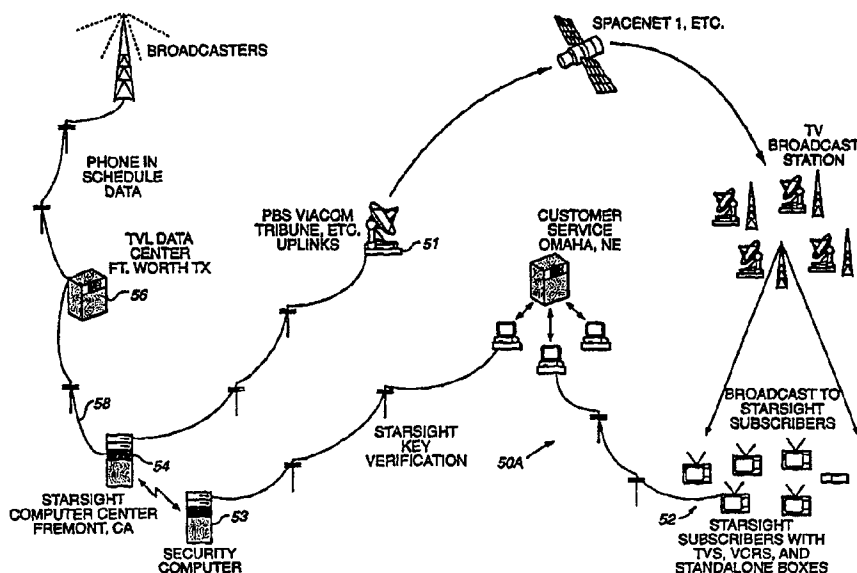 BROADCASTERS
SPACENET 1, ETC.
PHONE IN
SCHEDULE
DATA
TV
BROADCAST
STATION
PBS VIACOM
TRIBUNE, ETC.
UPLINKS
51
CUSTOMER
SERVICE
OMAHA, NE
TVL DATA
CENTER
FT. WORTH TX
56
58
54
STARSIGHT
COMPUTER CENTER
FREMONT, CA
53
SECURITY
COMPUTER
STARSIGHT
KEY
VERIFICATION
50A
BROADCAST TO
STARSIGHT
SUBSCRIBERS
52
STARSIGHT
SUBSCRIBERS WITH
TVS, VCRS, AND
STANDALONE BOXES